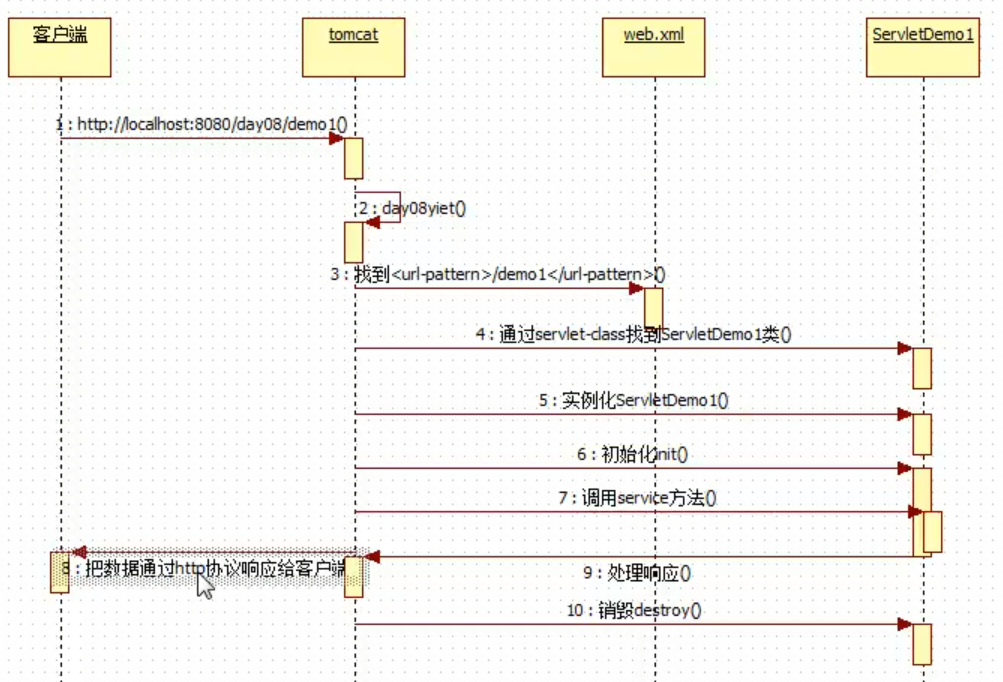 客户端
tomcat
web.xml
ServletDemo1
1 : http://localhost:8080/day08/demo1()
2 : day08yiet()
3 : 找到<url-pattern>/demo1</url-pattern>()
4 : 通过servlet-class找到ServletDemo1类()
5 : 实例化ServletDemo1()
6 : 初始化init()
7 : 调用service方法()
8 : 把数据通过http协议响应给客户端
9 : 处理响应()
10 : 销毁destroy()